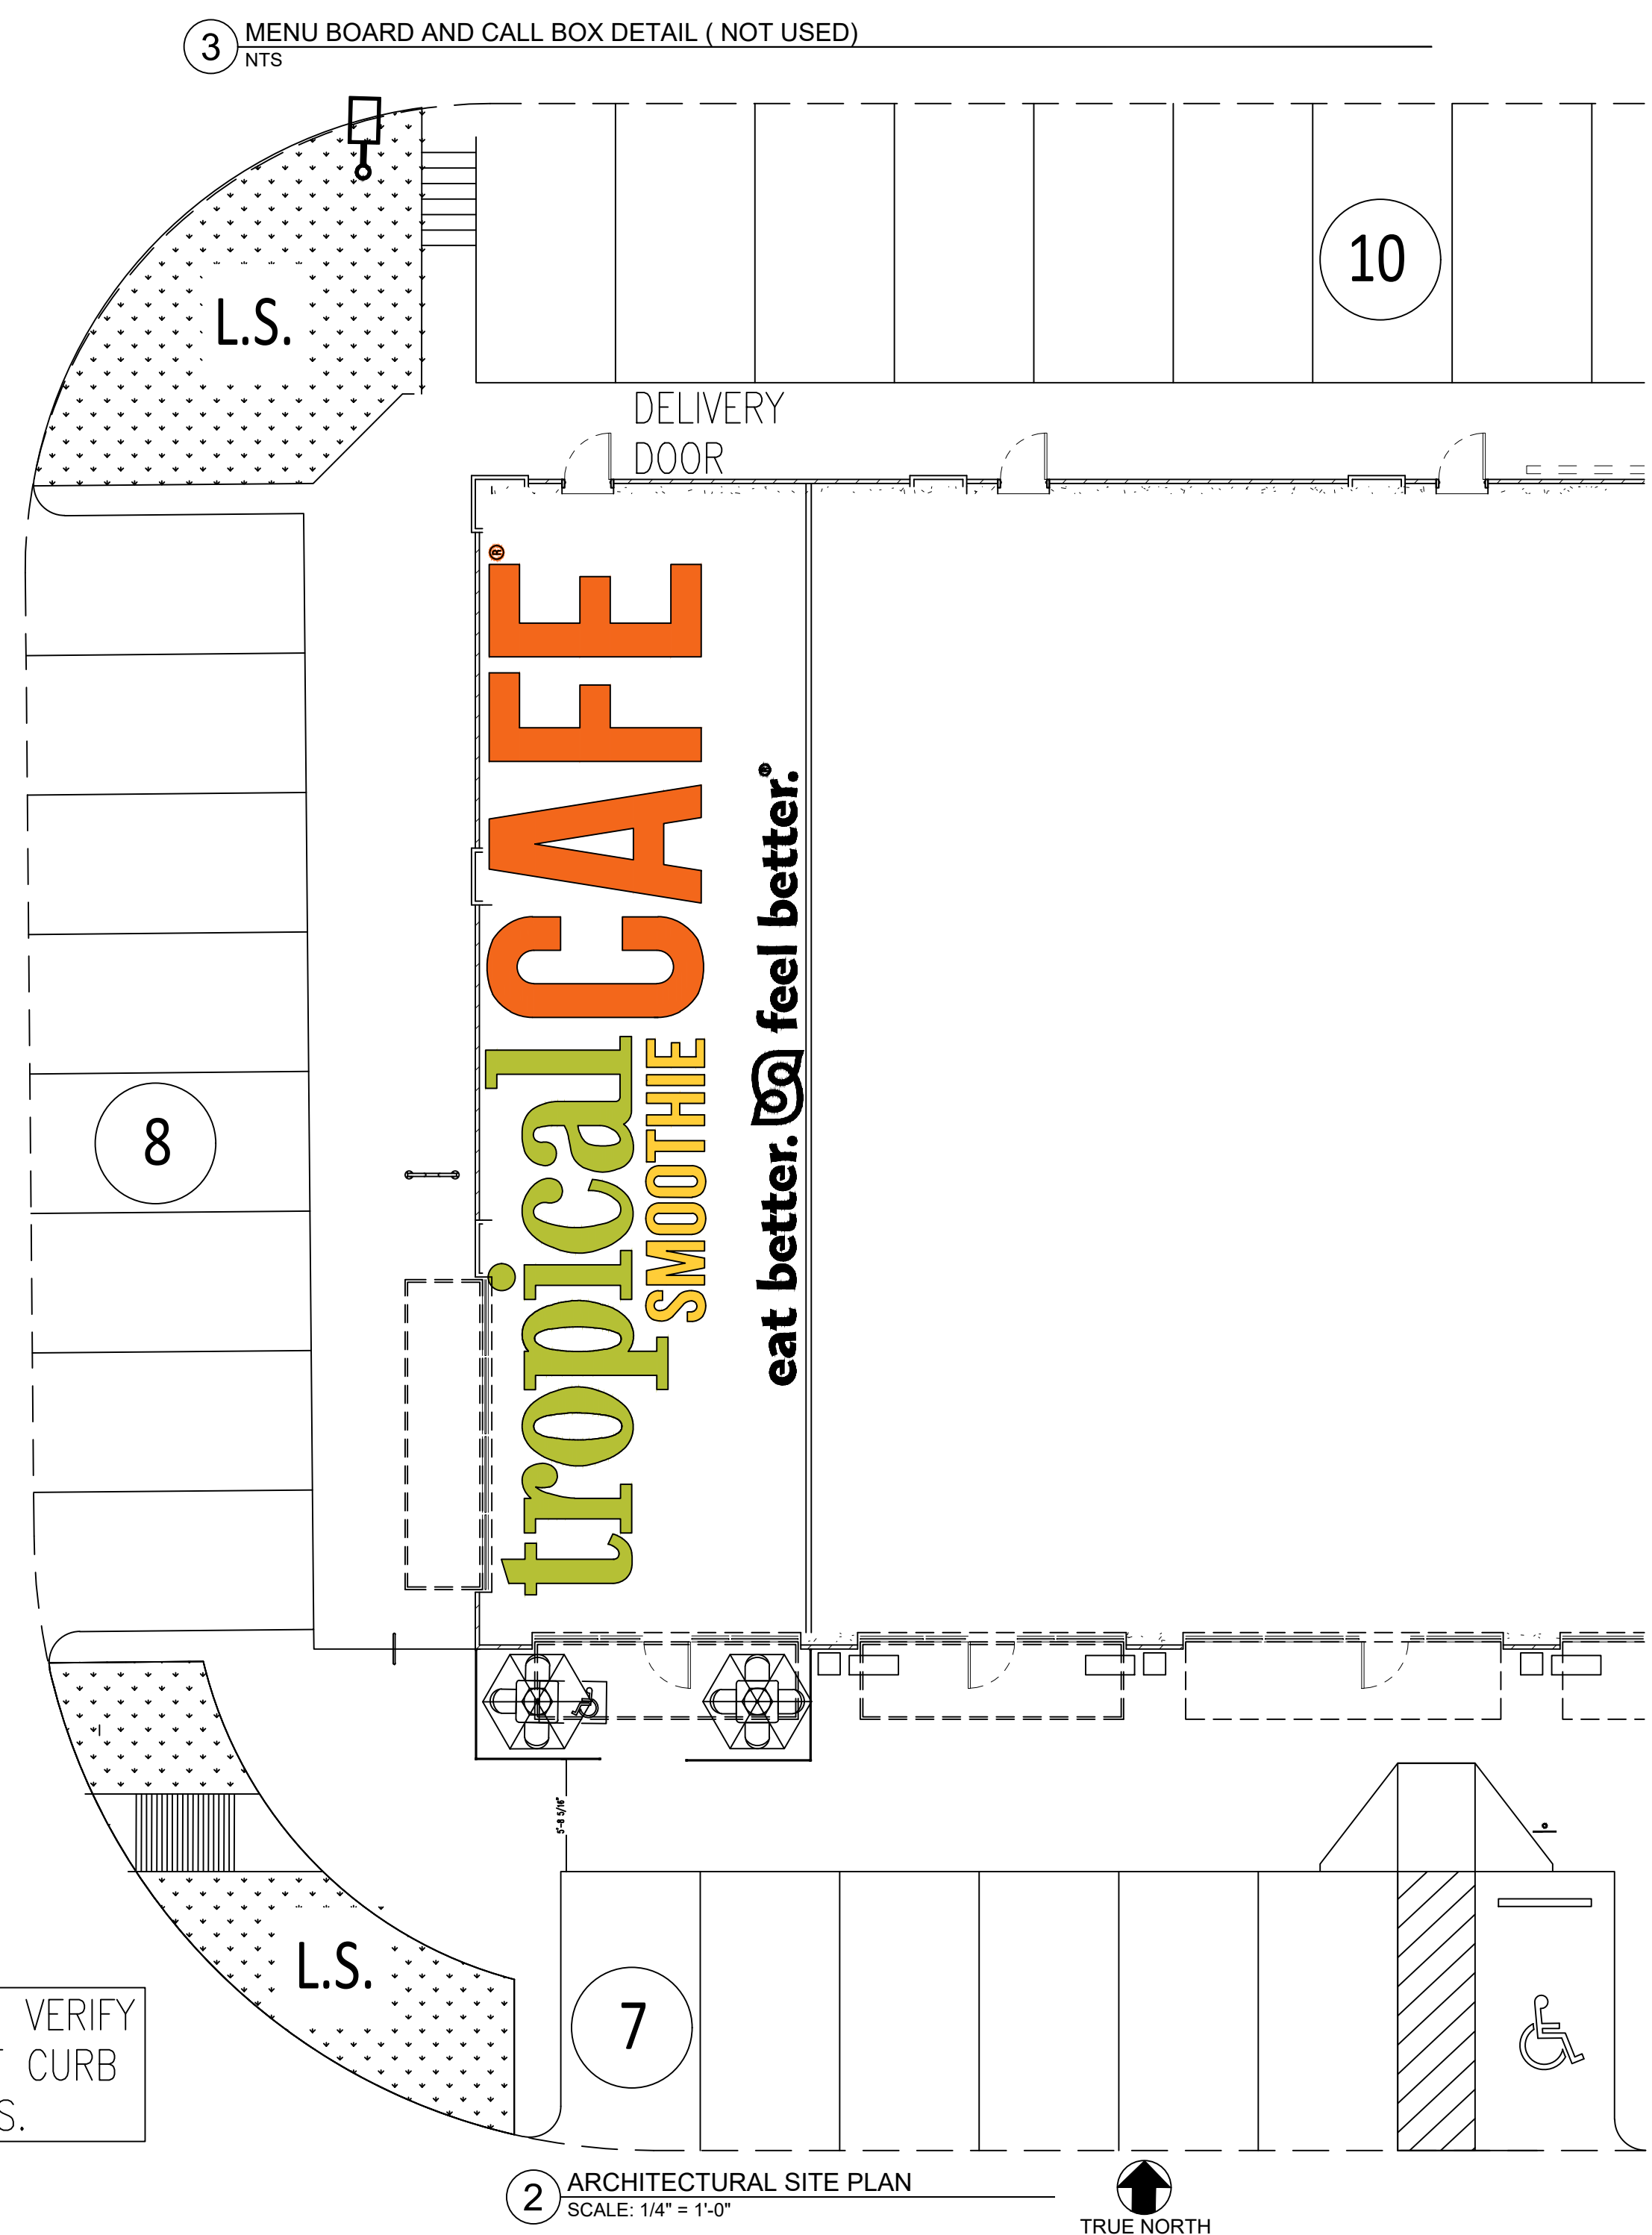 3
MENU BOARD AND CALL BOX DETAIL ( NOT USED)
NTS
L.S.
10
DELIVERY
DOOR
tropical
SMOOTHIE
CAFE®
eat better. feel better.®
8
5'-8 5/16"
L.S.
7
VERIFY
CURB
S.
2
ARCHITECTURAL SITE PLAN
SCALE: 1/4" = 1'-0"
TRUE NORTH